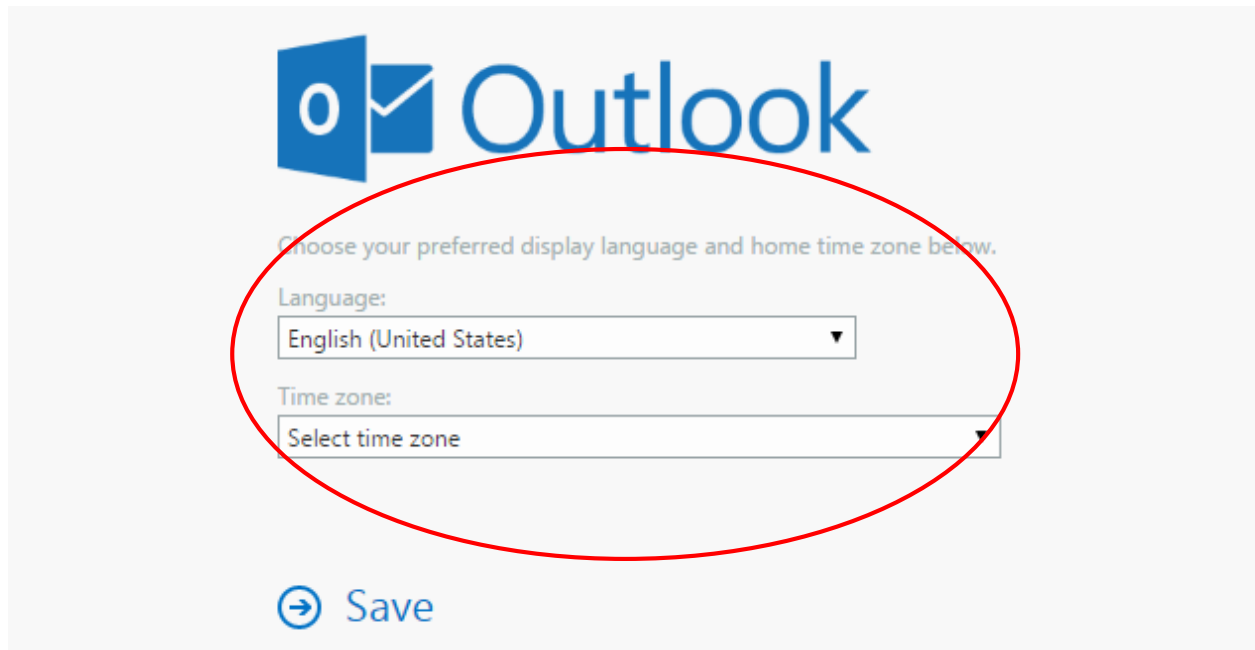 O Outlook
Choose your preferred display language and home time zone below.
Language:
English (United States)
Time zone:
Select time zone
Save